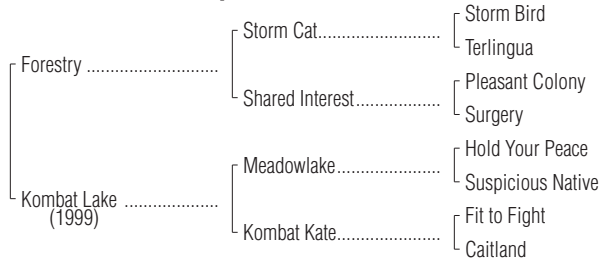 Storm Bird
Storm Cat.............................
Terlingua
Forestry ..............................
Pleasant Colony
Shared Interest....................
Surgery
Hold Your Peace
Meadowlake........................
Suspicious Native
Kombat Lake ......................
(1999)
Fit to Fight
Kombat Kate........................
Caitland